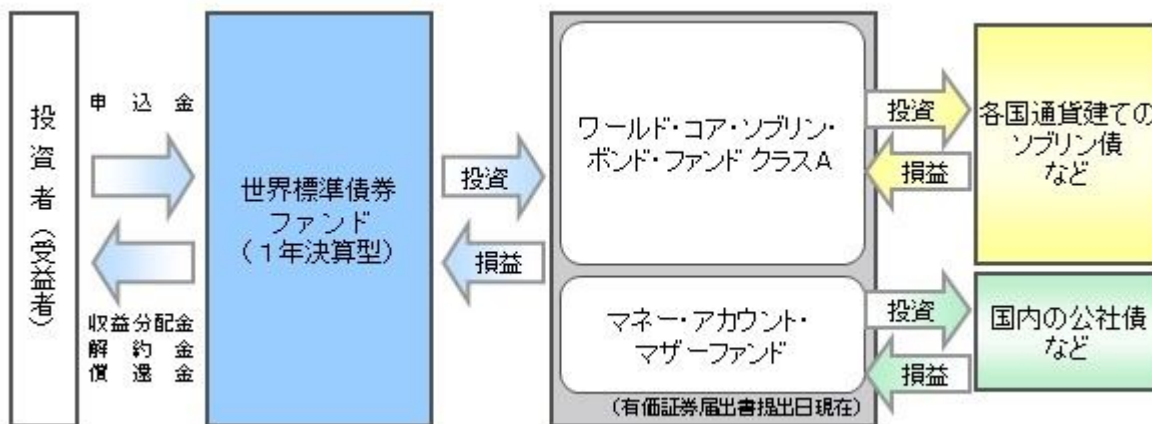 投資者(受益者)
申込金
収益分配金
解約金
償還金
世界標準債券
ファンド
(1年決算型)
投資
損益
ワールド・コア・ソブリン・
ボンド・ファンド クラスA
マネー・アカウント・
マザーファンド
(有価証券届出書提出日現在)
投資
損益
各国通貨建ての
ソブリン債
など
投資
損益
国内の公社債
など